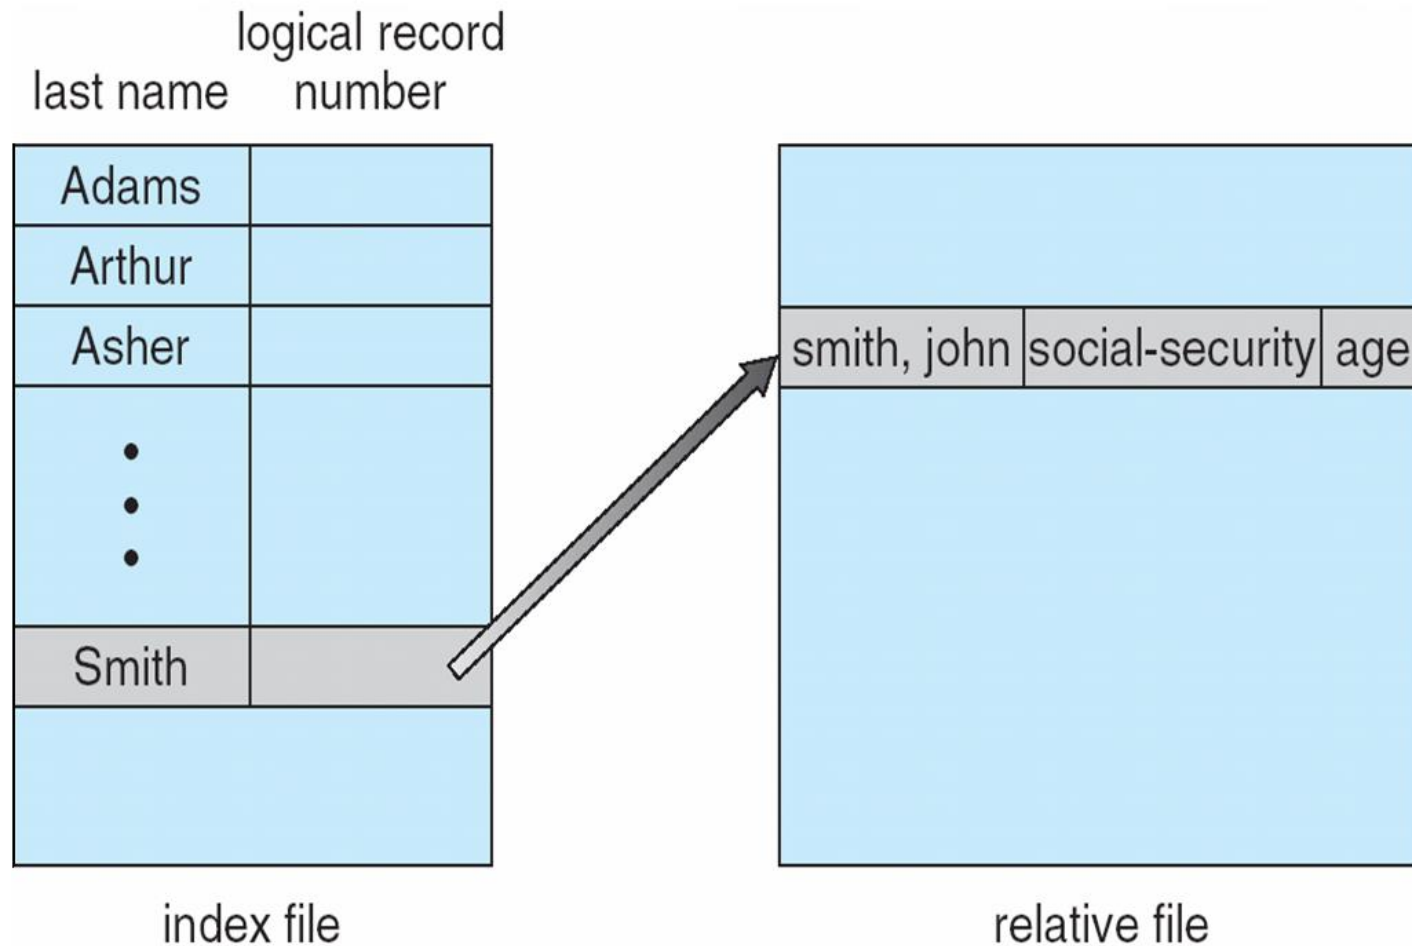 logical record
last name number
Adams
Arthur
Asher
Smith
smith, john social-security age
index file
relative file